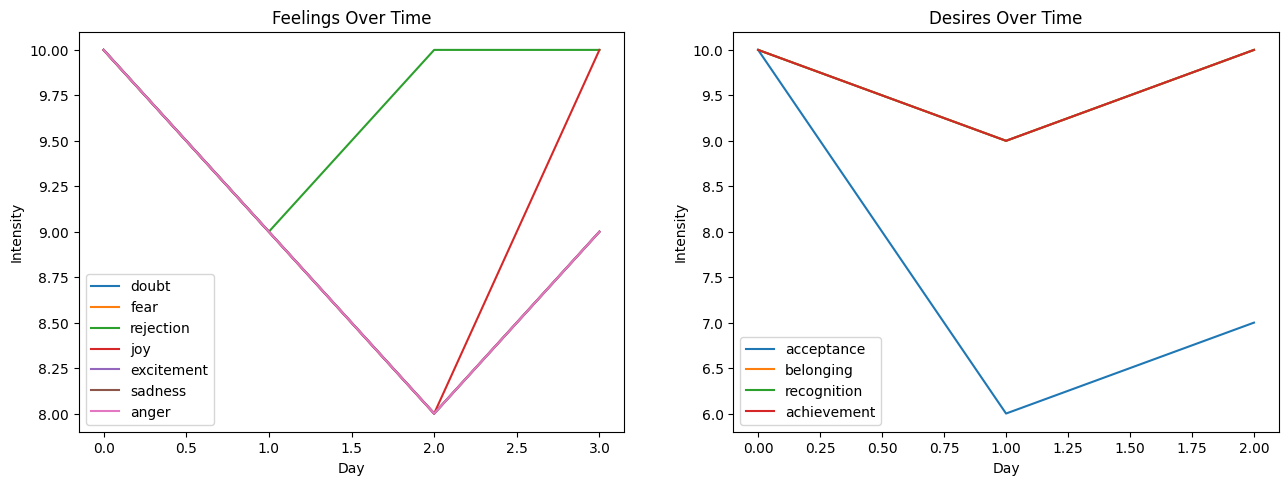 Feelings Over Time
Intensity
10.00
9.75
9.50
9.25
9.00
8.75
8.50
8.25
8.00
doubt
fear
rejection
joy
excitement
sadness
anger
0.0 0.5 1.0 1.5 2.0 2.5 3.0
Day
Desires Over Time
Intensity
10.0
9.5
9.0
8.5
8.0
7.5
7.0
6.5
6.0
acceptance
belonging
recognition
achievement
0.00 0.25 0.50 0.75 1.00 1.25 1.50 1.75 2.00
Day